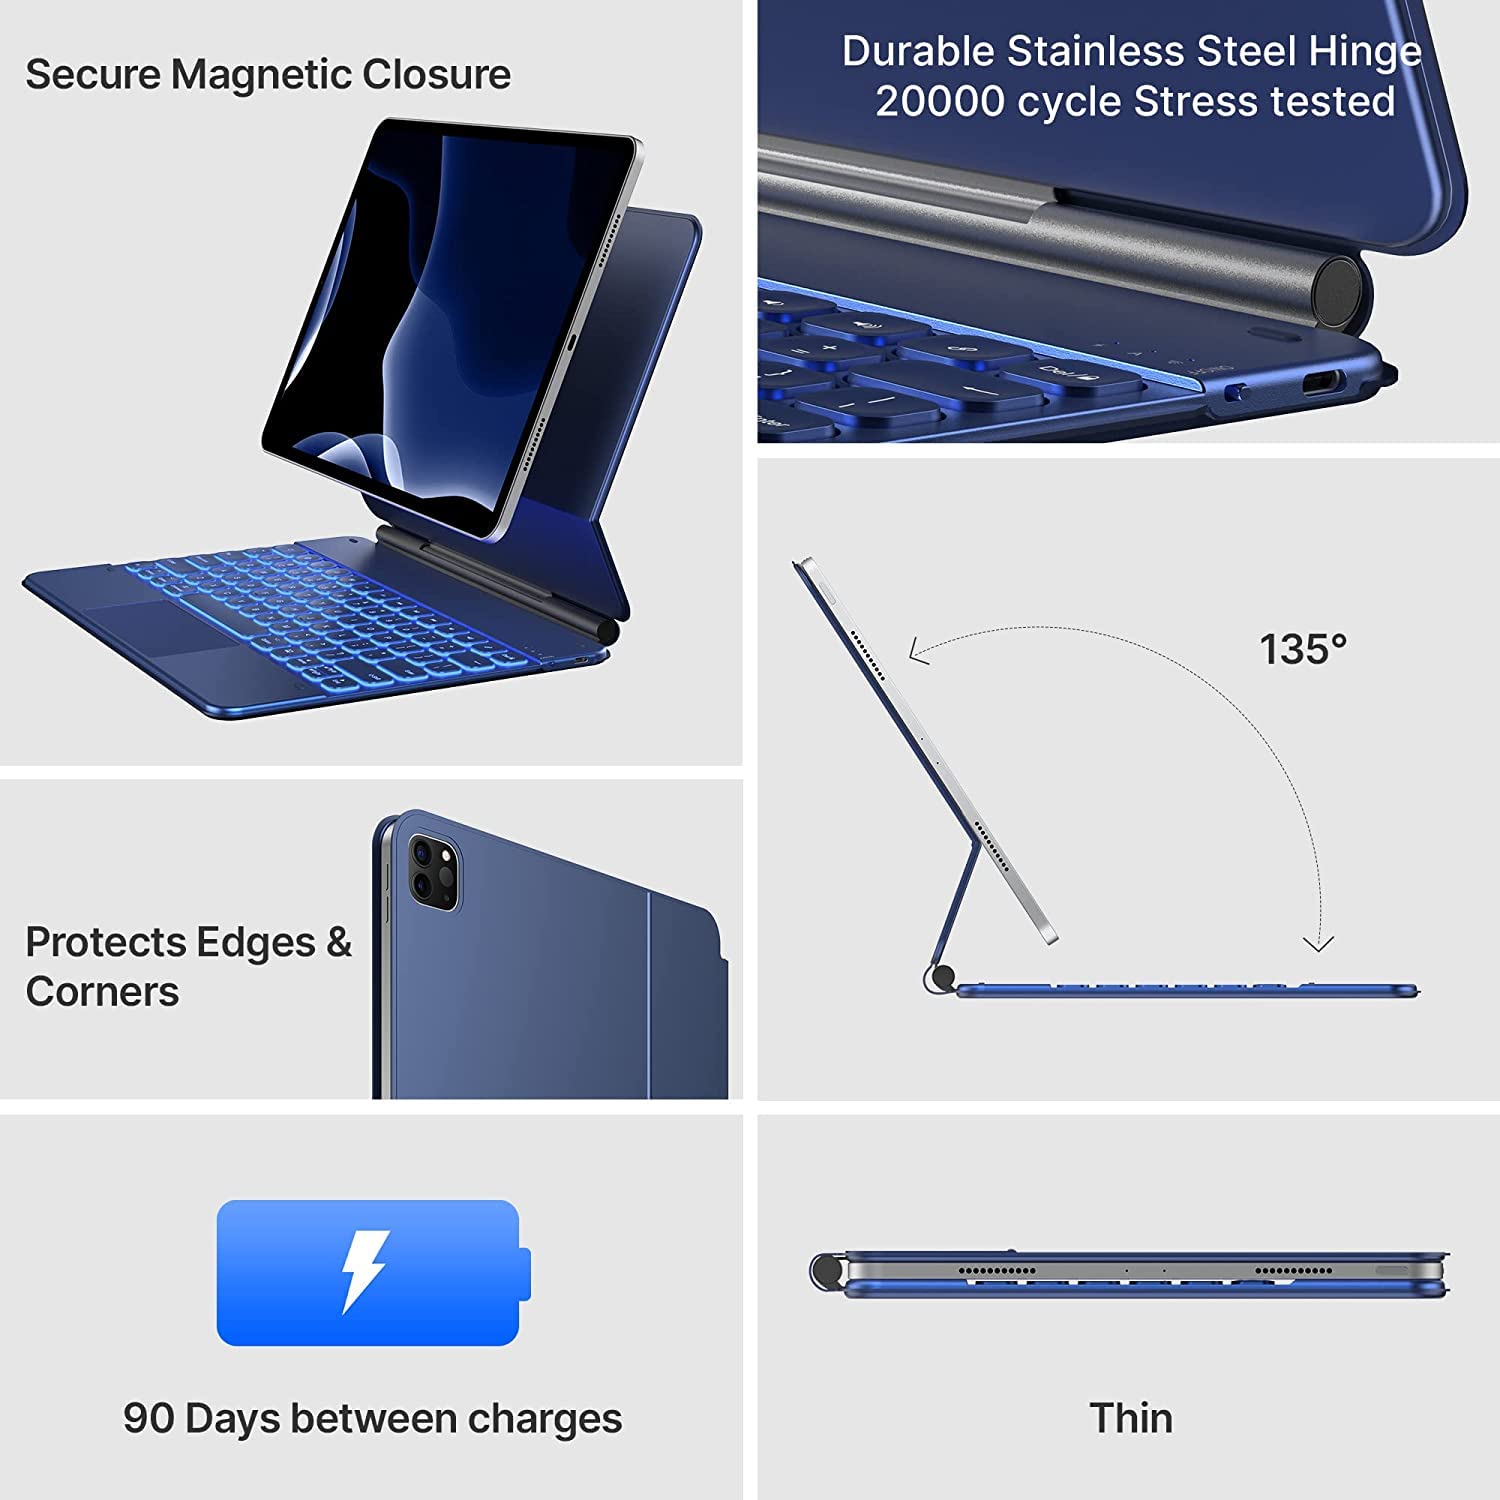 Secure Magnetic Closure
Durable Stainless Steel Hinge
20000 cycle Stress tested
Del/
135°
Protects Edges &
Corners
90 Days between charges
Thin